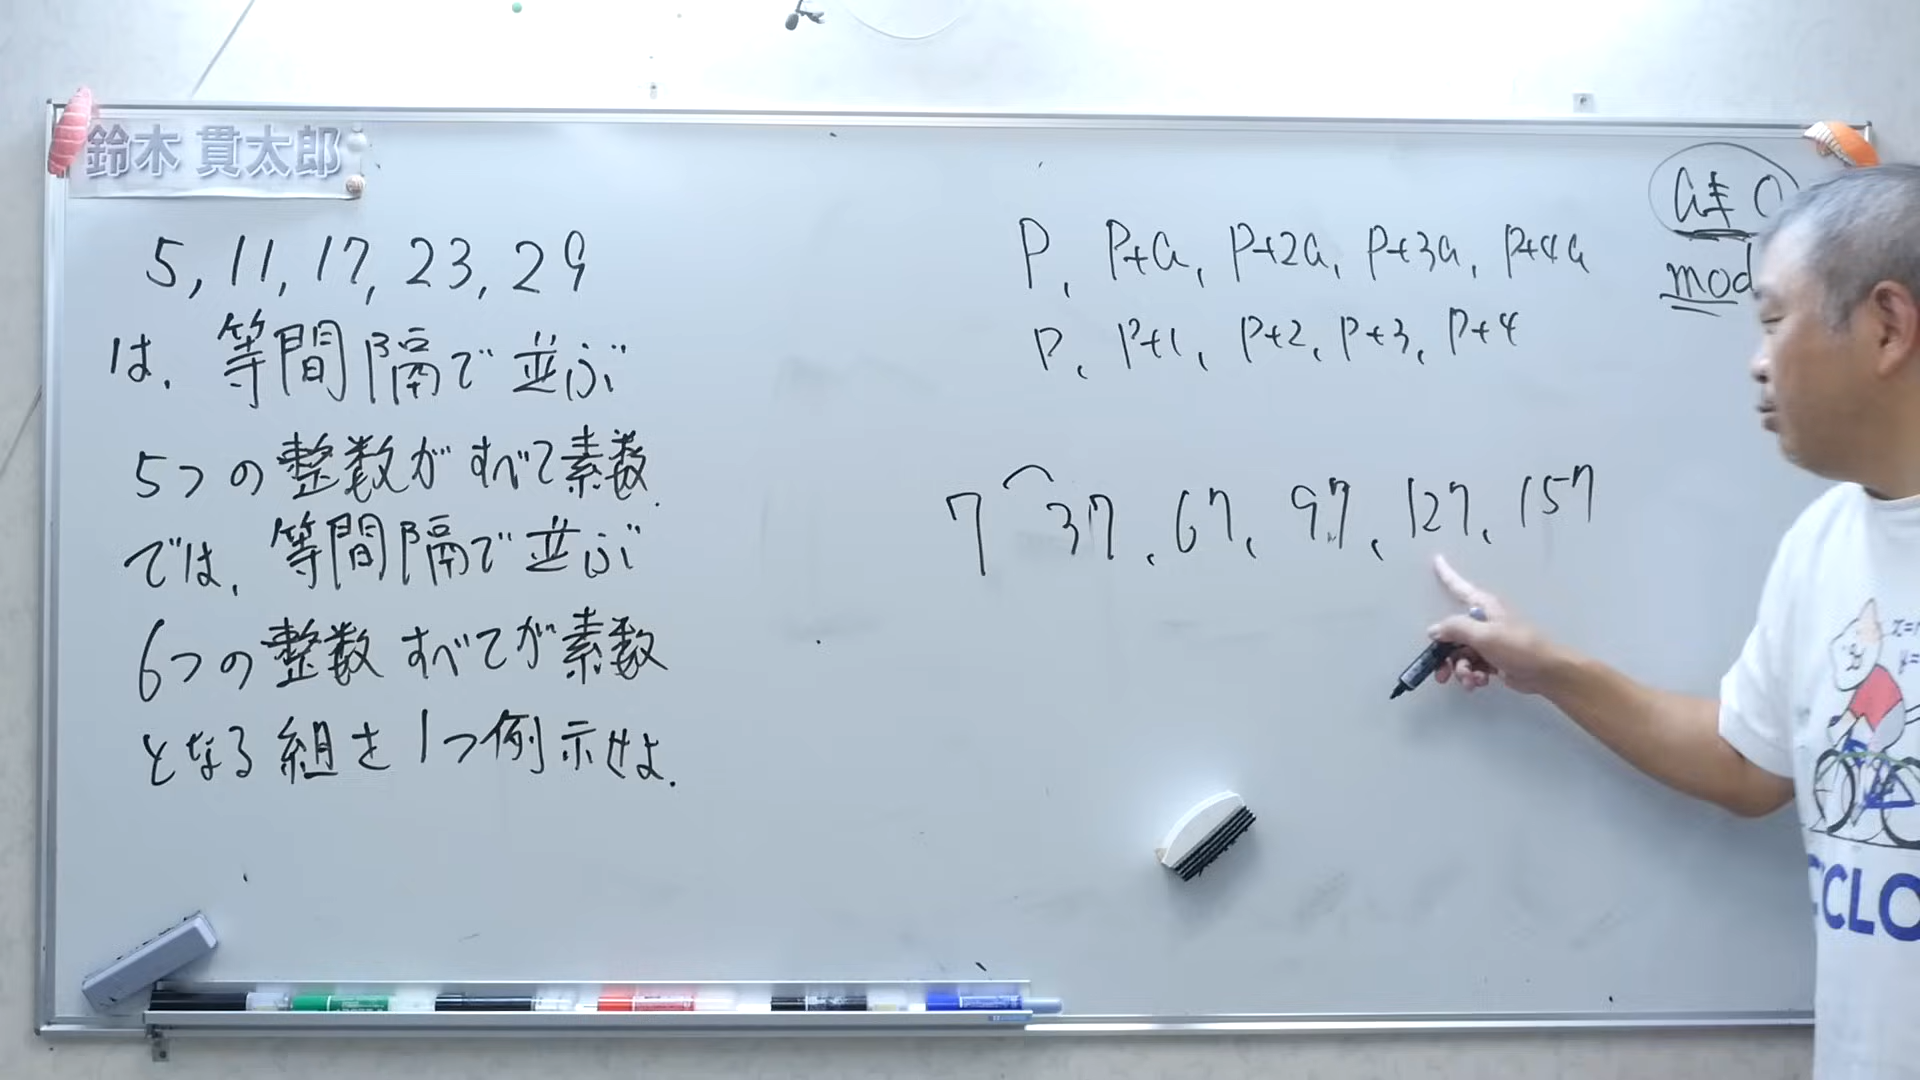 鈴木 貫太郎
5, 11, 17, 23, 29
は、等間隔で並ぶ
5つの整数がすべて素数.
では、等間隔で並ぶ
6つの整数すべてが素数
となる組を1つ例示せよ.
P, P+a, P+2a, P+3a, P+4a
P, P+1, P+2, P+3, P+4
7 37, 67, 97, 127, 157
a≢0
mod
CLO